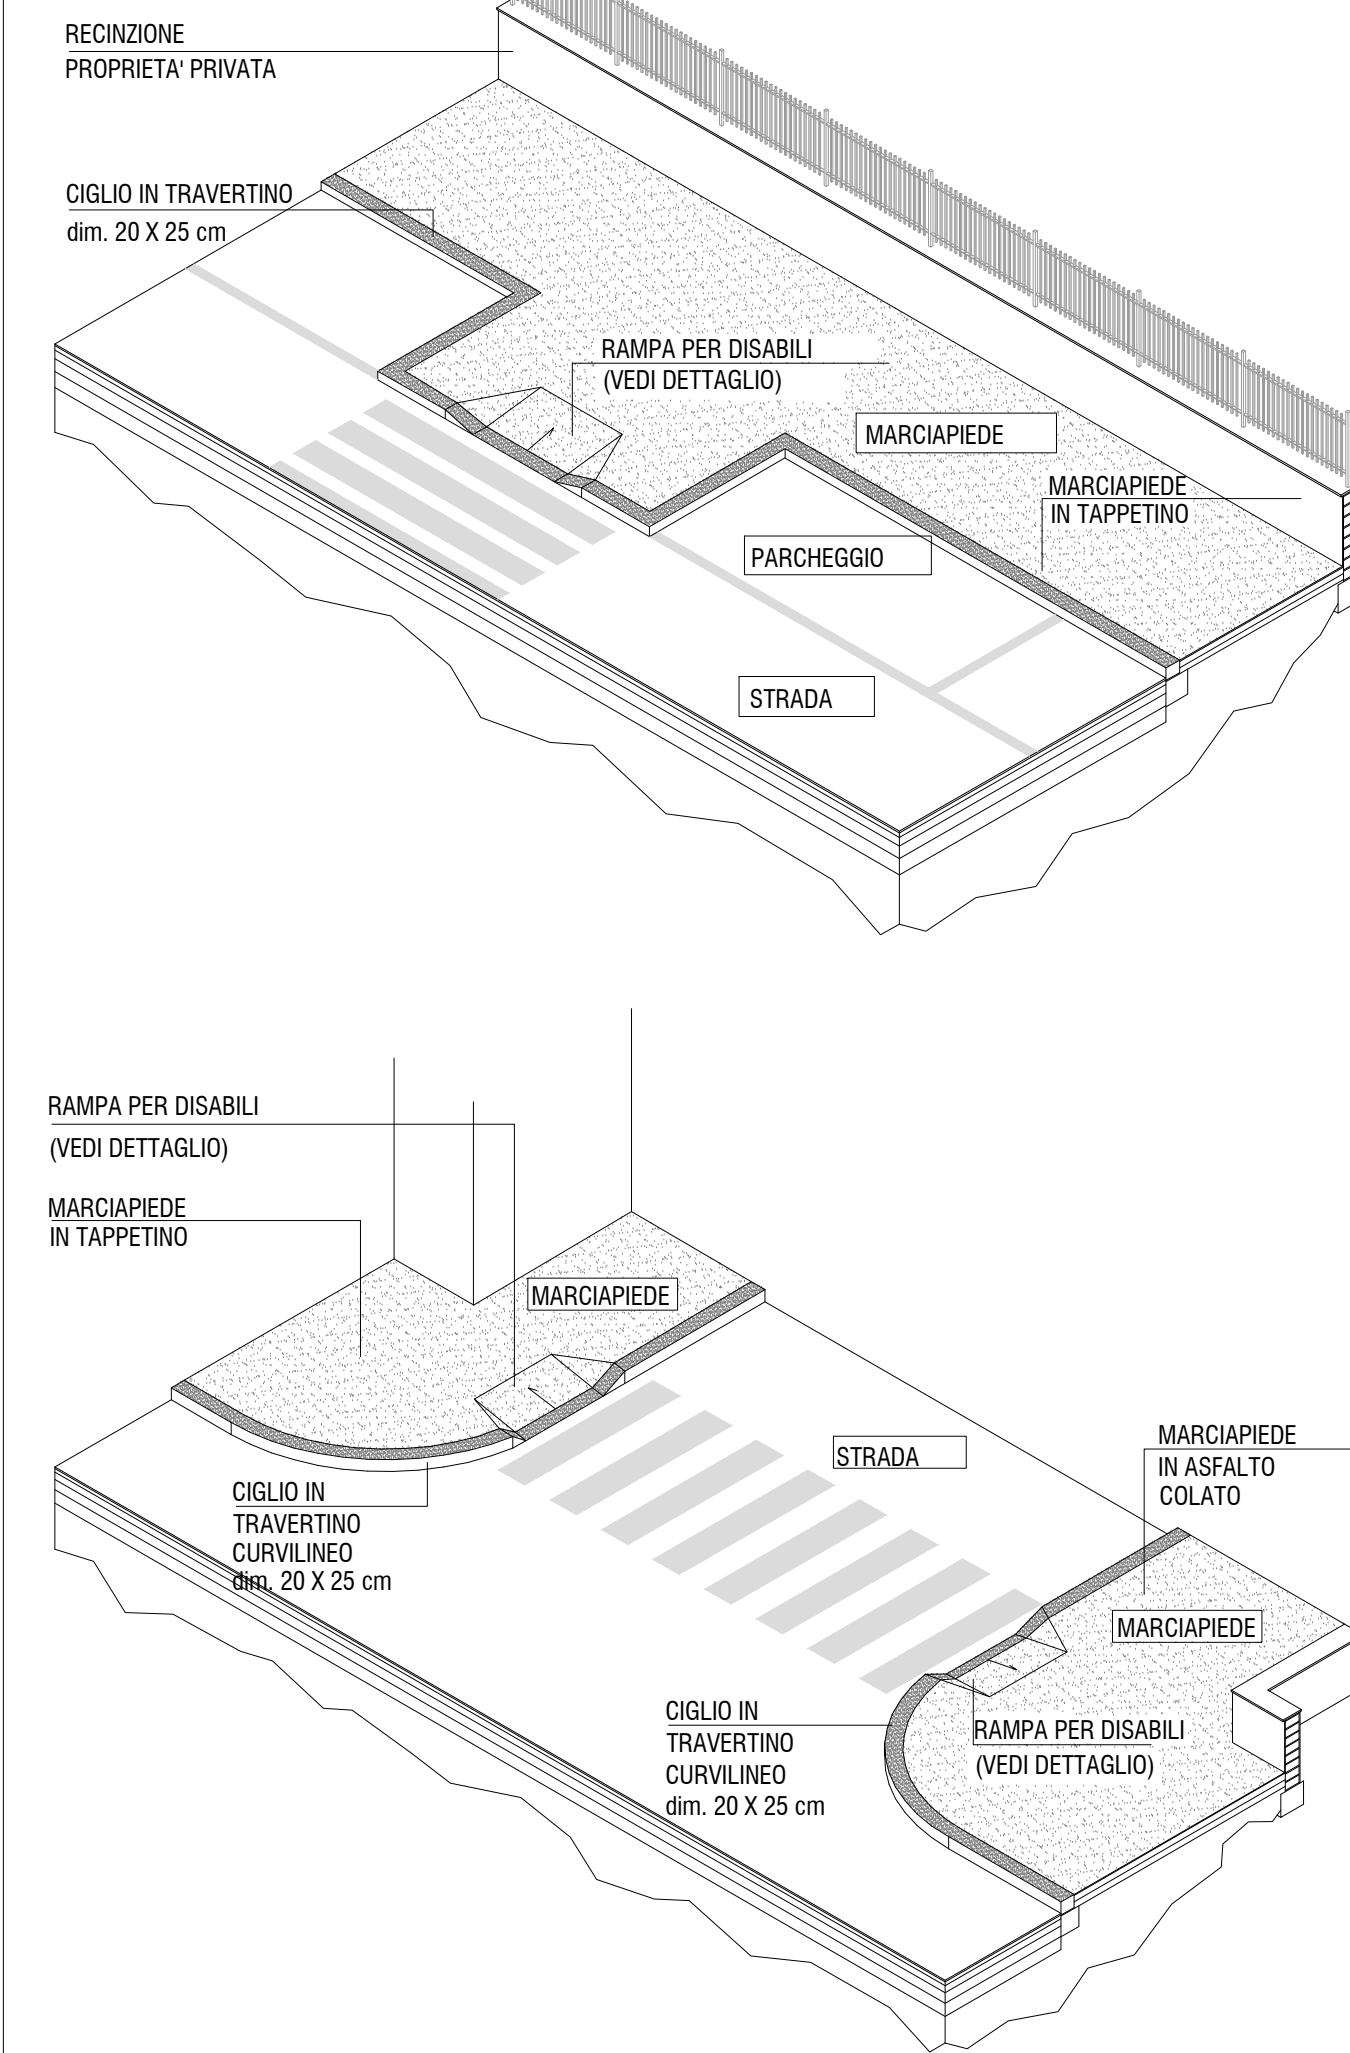 RECINZIONE
PROPRIETA' PRIVATA
CIGLIO IN TRAVERTINO
dim. 20 X 25 cm
RAMPA PER DISABILI
(VEDI DETTAGLIO)
MARCIAPIEDE
MARCIAPIEDE
IN TAPPETINO
PARCHEGGIO
STRADA
RAMPA PER DISABILI
(VEDI DETTAGLIO)
MARCIAPIEDE
IN TAPPETINO
MARCIAPIEDE
STRADA
MARCIAPIEDE
IN ASFALTO
COLATO
CIGLIO IN
TRAVERTINO
CURVILINEO
dim. 20 X 25 cm
MARCIAPIEDE
CIGLIO IN
TRAVERTINO
CURVILINEO
dim. 20 X 25 cm
RAMPA PER DISABILI
(VEDI DETTAGLIO)